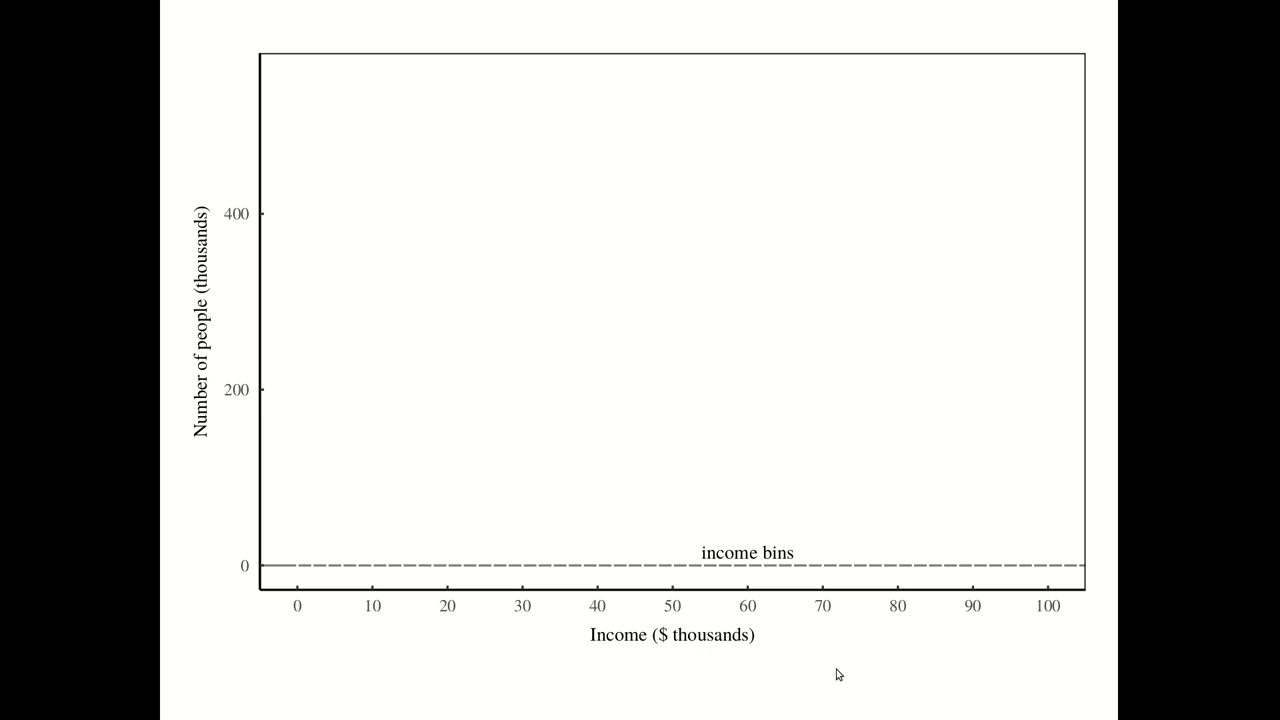 Number of people (thousands)
400
200
0
income bins
0 10 20 30 40 50 60 70 80 90 100
Income ($ thousands)